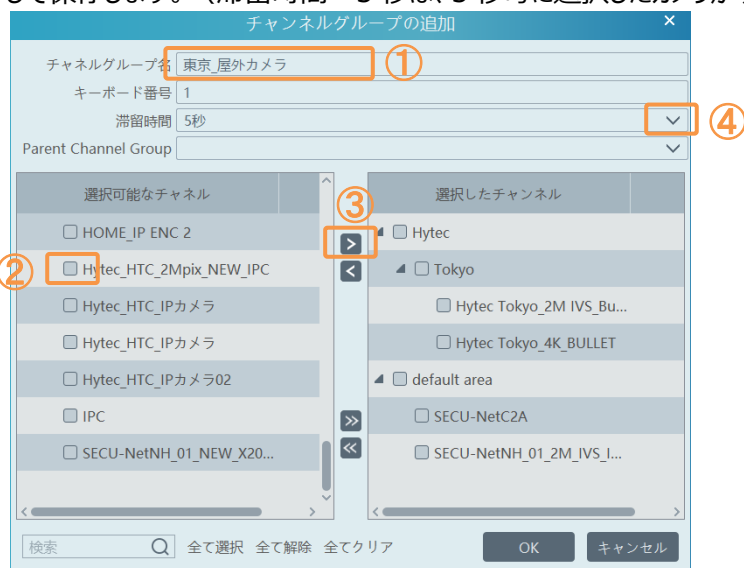 チャンネルグループの追加 ×
チャネルグループ名 東京_屋外カメラ ①
キーボード番号 1
滞留時間 5秒 ④
Parent Channel Group
選択可能なチャネル
HOME_IP ENC 2
② Hytec_HTC_2Mpix_NEW_IPC
Hytec_HTC_IPカメラ
Hytec_HTC_IPカメラ
Hytec_HTC_IPカメラ02
IPC
SECU-NetNH_01_NEW_X20...
③
>
<
>>
<<
選択したチャンネル
Hytec
Tokyo
Hytec Tokyo_2M IVS_Bu...
Hytec Tokyo_4K_BULLET
default area
SECU-NetC2A
SECU-NetNH_01_2M_IVS_I...
検索 全て選択 全て解除 全てクリア OK キャンセル